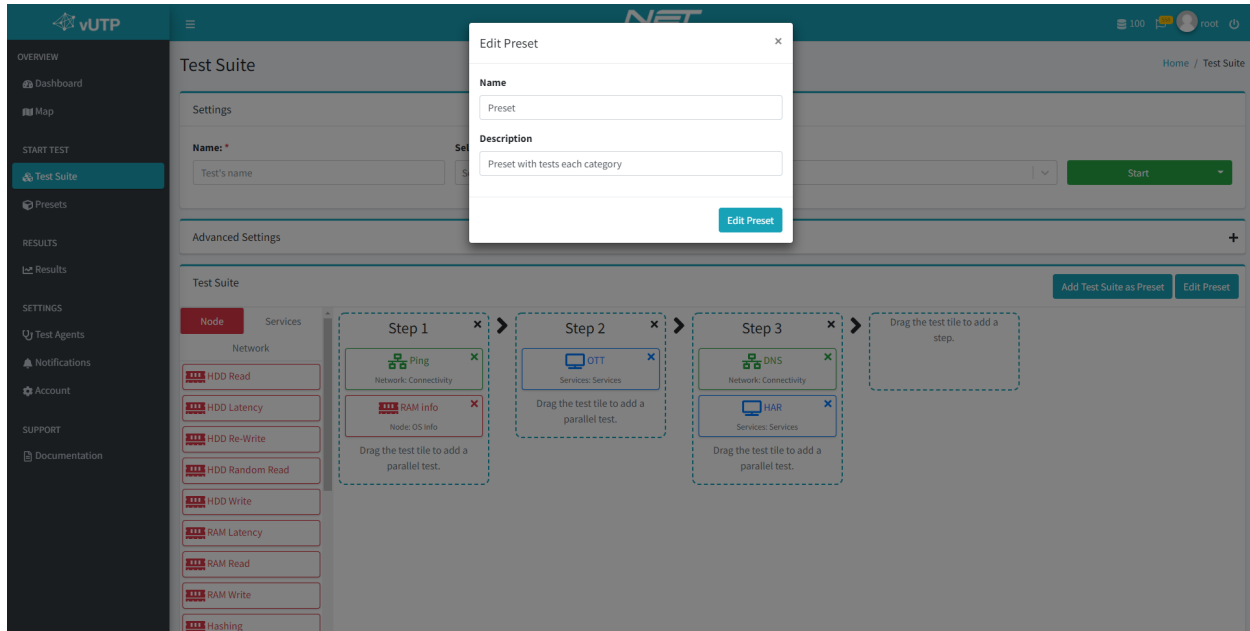 vUTP
NET
100
root
OVERVIEW
Dashboard
Map
START TEST
Test Suite
Presets
RESULTS
Results
SETTINGS
Test Agents
Notifications
Account
SUPPORT
Documentation
Test Suite
Home / Test Suite
Settings
Name: *
Sel
Test's name
Start
Advanced Settings
Edit Preset
×
Name
Preset
Description
Preset with tests each category
Edit Preset
Test Suite
Add Test Suite as Preset
Edit Preset
Node
Services
Network
HDD Read
HDD Latency
HDD Re-Write
HDD Random Read
HDD Write
RAM Latency
RAM Read
RAM Write
Hashing
Step 1
Ping
Network: Connectivity
RAM info
Node: OS Info
Drag the test tile to add a
parallel test.
Step 2
OTT
Services: Services
Drag the test tile to add a
parallel test.
Step 3
DNS
Network: Connectivity
HAR
Services: Services
Drag the test tile to add a
parallel test.
Drag the test tile to add a
step.